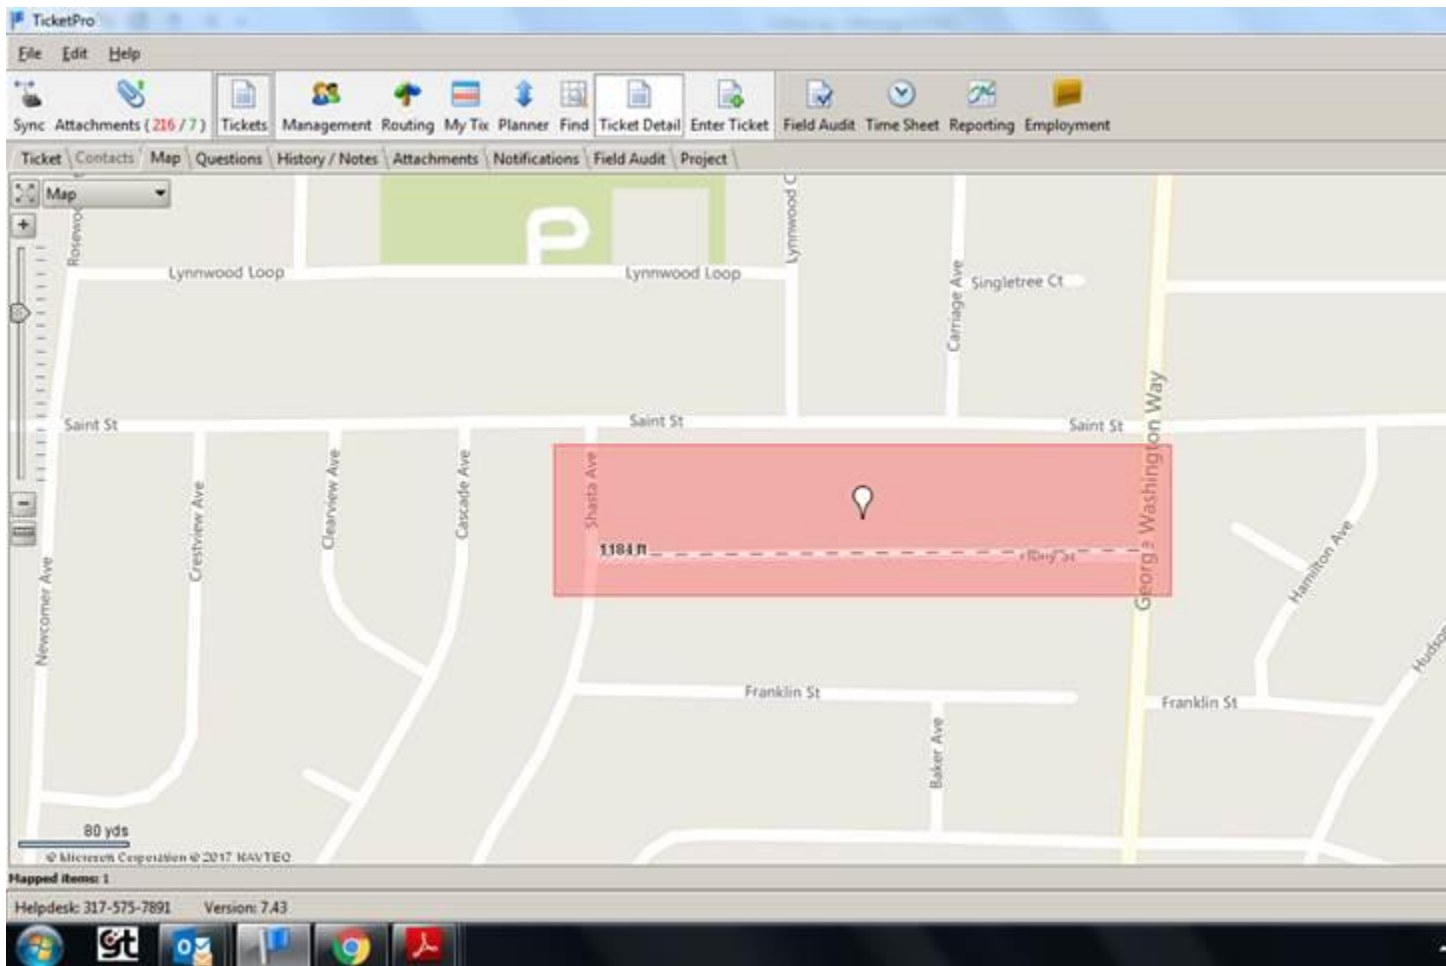 TicketPro
File Edit Help
Sync Attachments ( 216 / 7 ) Tickets Management Routing My Tix Planner Find Ticket Detail Enter Ticket Field Audit Time Sheet Reporting Employment
Ticket Contacts Map Questions History / Notes Attachments Notifications Field Audit Project
Map
P
Lynnwood Loop
Lynnwood Loop
Singletree Ct
Carriage Ave
George Washington Way
Saint St
Saint St
Saint St
Crestview Ave
Clearview Ave
Cascade Ave
Shasta Ave
1184 ft
Hamilton Ave
Newcomer Ave
Franklin St
Franklin St
Baker Ave
80 yds
© Microsoft Corporation © 2017 NAVTEQ
Mapped items: 1
Helpdesk: 317-575-7891 Version: 7.43
gt